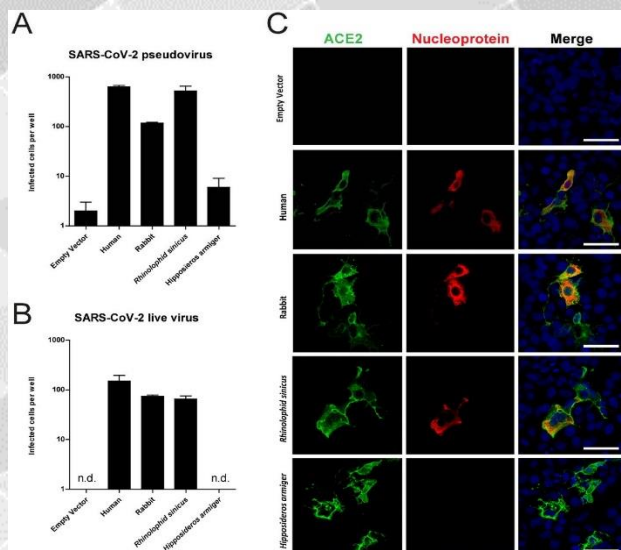 A
SARS-CoV-2 pseudovirus
Infected cells per well
1000
100
10
1
Empty Vector
Human
Rabbit
Rhinolophid sinicus
Hipposieros armiger
B
SARS-CoV-2 live virus
Infected cells per well
1000
100
10
1
n.d.
n.d.
Empty Vector
Human
Rabbit
Rhinolophid sinicus
Hipposideros armiger
C
ACE2 Nucleoprotein Merge
Empty Vector
Human
Rabbit
Rhinolophid sinicus
Hipposideros armiger